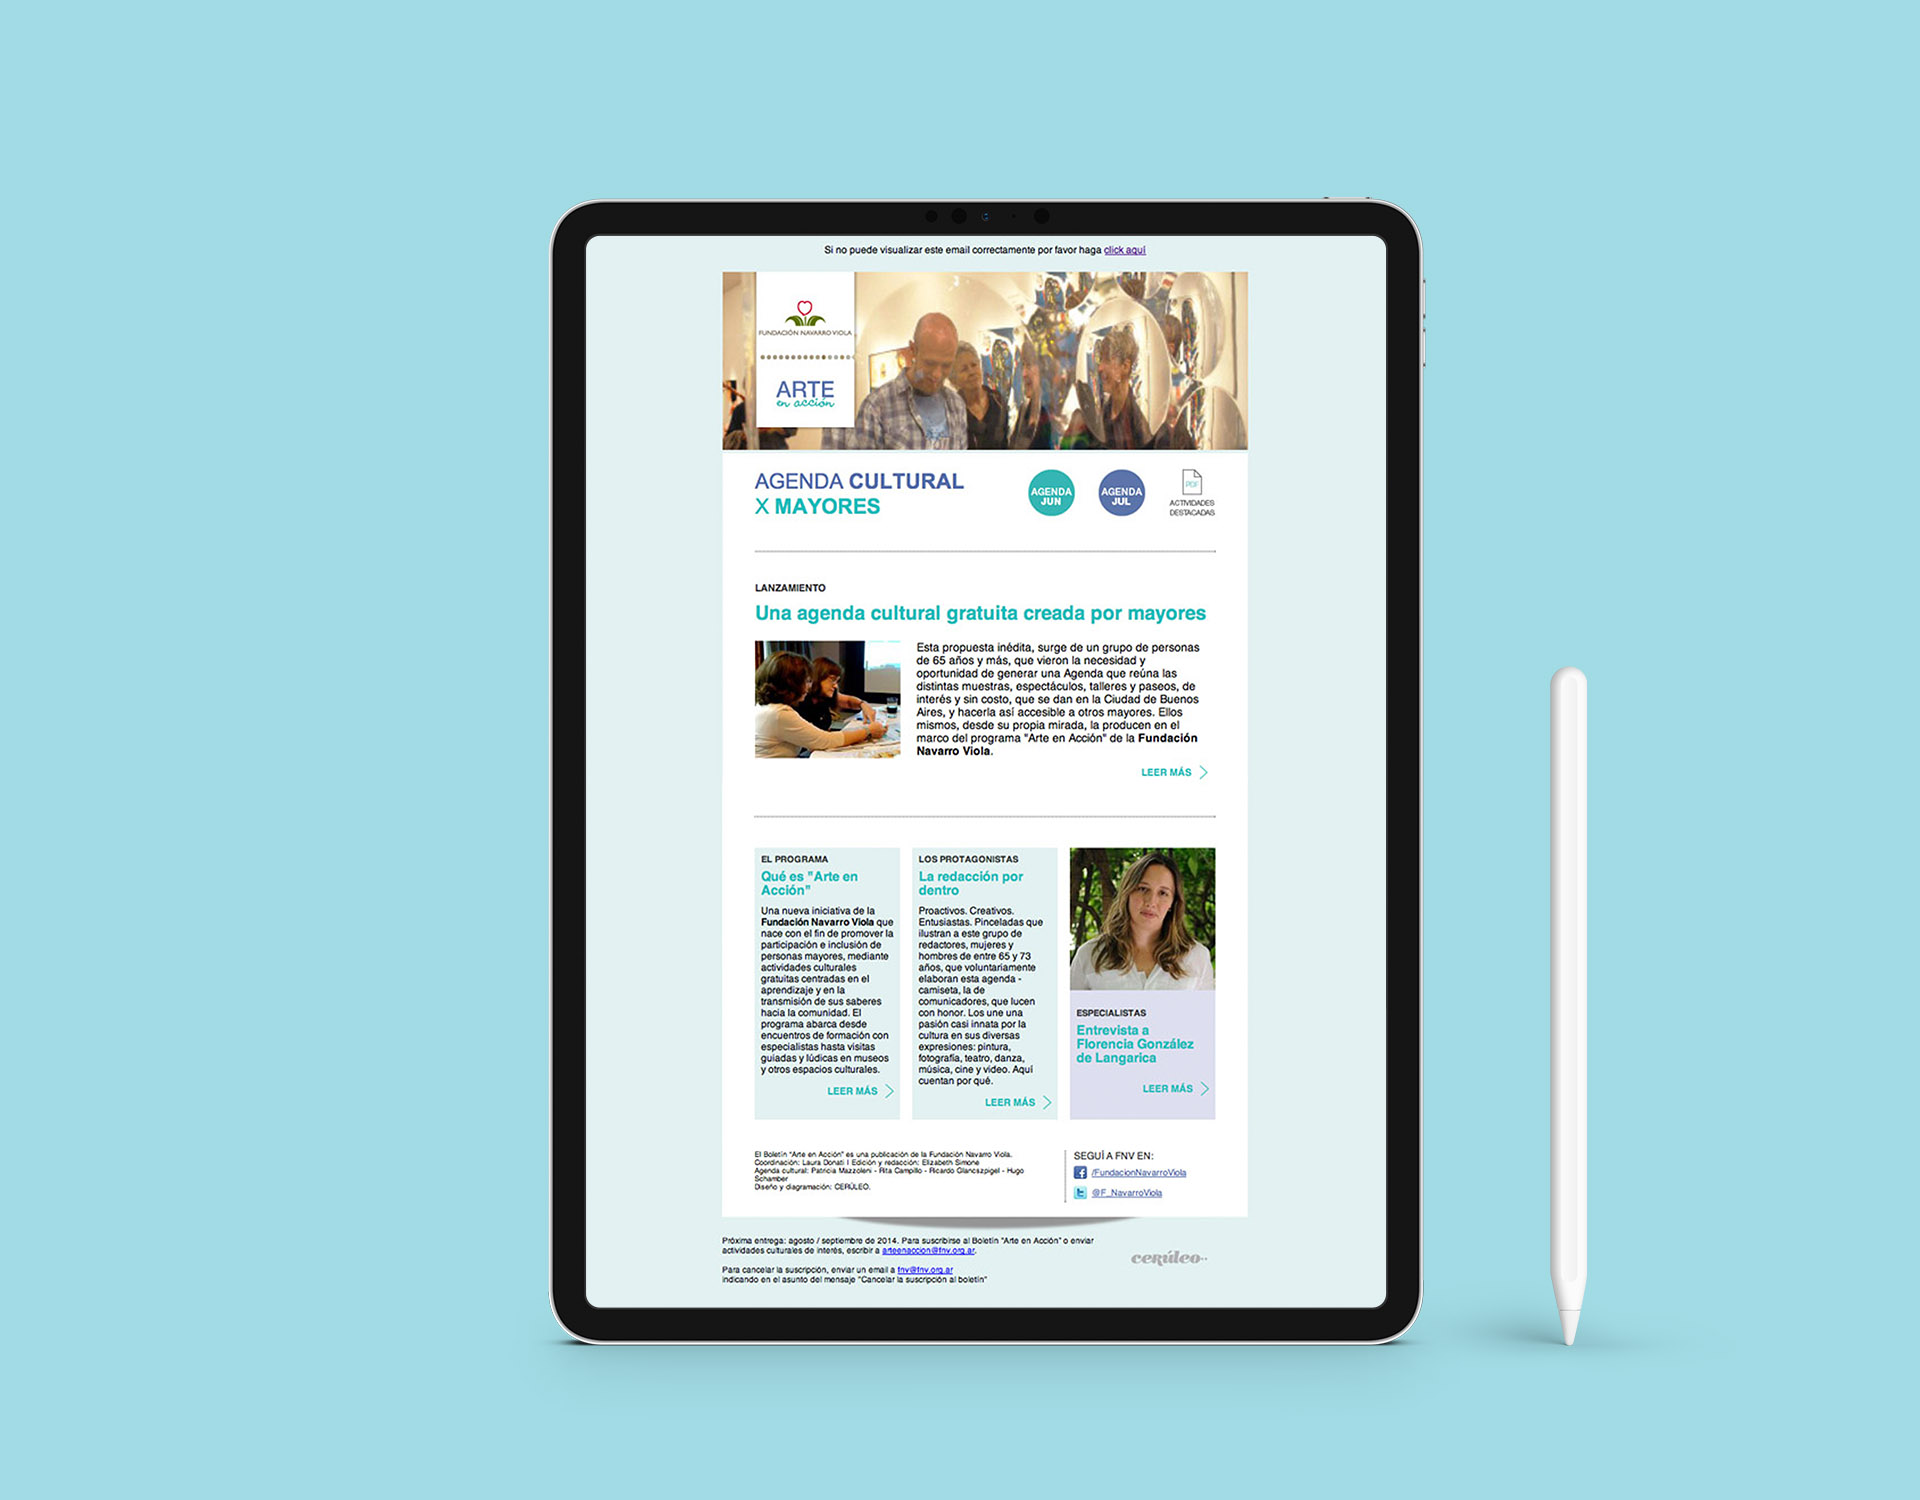 Si no puede visualizar este email correctamente por favor haga click aquí
FUNDACIÓN NAVARRO VIOLA
ARTE
en acción
AGENDA CULTURAL
X MAYORES
AGENDA
JUN
AGENDA
JUL
PDF
ACTIVIDADES
DESTACADAS
LANZAMIENTO
Una agenda cultural gratuita creada por mayores
Esta propuesta inédita, surge de un grupo de personas
de 65 años y más, que vieron la necesidad y
oportunidad de generar una Agenda que reúna las
distintas muestras, espectáculos, talleres y paseos, de
interés y sin costo, que se dan en la Ciudad de Buenos
Aires, y hacerla así accesible a otros mayores. Ellos
mismos, desde su propia mirada, la producen en el
marco del programa "Arte en Acción" de la Fundación
Navarro Viola.
LEER MÁS
EL PROGRAMA
Qué es "Arte en
Acción"
Una nueva iniciativa de la
Fundación Navarro Viola que
nace con el fin de promover la
participación e inclusión de
personas mayores, mediante
actividades culturales
gratuitas centradas en el
aprendizaje y en la
transmisión de sus saberes
hacia la comunidad. El
programa abarca desde
encuentros de formación con
especialistas hasta visitas
guiadas y lúdicas en museos
y otros espacios culturales.
LEER MÁS
LOS PROTAGONISTAS
La redacción por
dentro
Proactivos. Creativos.
Entusiastas. Pinceladas que
ilustran a este grupo de
redactores, mujeres y
hombres de entre 65 y 73
años, que voluntariamente
elaboran esta agenda -
camiseta, la de
comunicadores, que lucen
con honor. Los une una
pasión casi innata por la
cultura en sus diversas
expresiones: pintura,
fotografía, teatro, danza,
música, cine y video. Aquí
cuentan por qué.
LEER MÁS
ESPECIALISTAS
Entrevista a
Florencia González
de Langarica
LEER MÁS
El Boletín "Arte en Acción" es una publicación de la Fundación Navarro Viola.
Coordinación: Laura Donati I Edición y redacción: Elizabeth Simone
Agenda cultural: Patricia Mazzoleni - Rita Campillo - Ricardo Glancszpigel - Hugo
Schamber
Diseño y diagramación: CERÚLEO.
SEGUÍ A FNV EN:
/FundacionNavarroViola
@F_NavarroViola
Próxima entrega: agosto / septiembre de 2014. Para suscribirse al Boletín "Arte en Acción" o enviar
actividades culturales de interés, escribir a arteenaccion@fnv.org.ar.
cerúleo
Para cancelar la suscripción, enviar un email a fnv@fnv.org.ar
indicando en el asunto del mensaje "Cancelar la suscripción al boletín"